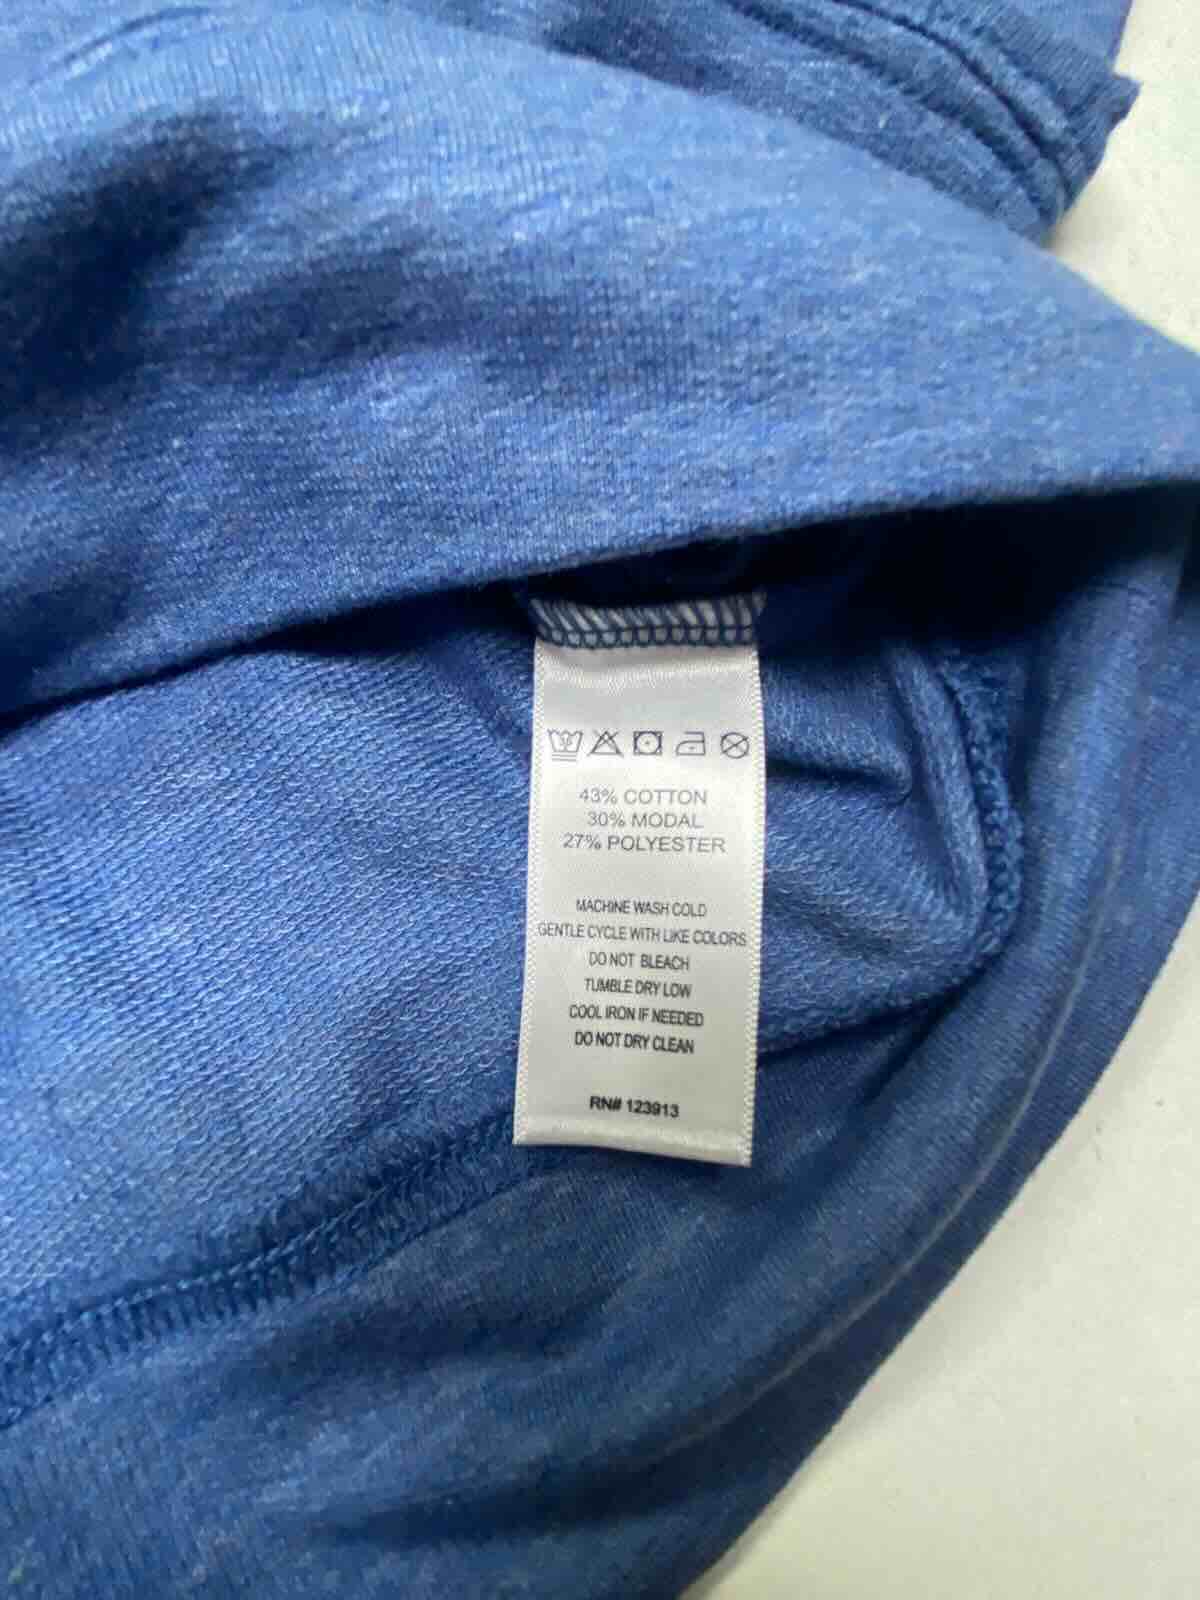 43% COTTON
30% MODAL
27% POLYESTER
MACHINE WASH COLD
GENTLE CYCLE WITH LIKE COLORS
DO NOT BLEACH
TUMBLE DRY LOW
COOL IRON IF NEEDED
DO NOT DRY CLEAN
RN# 123913